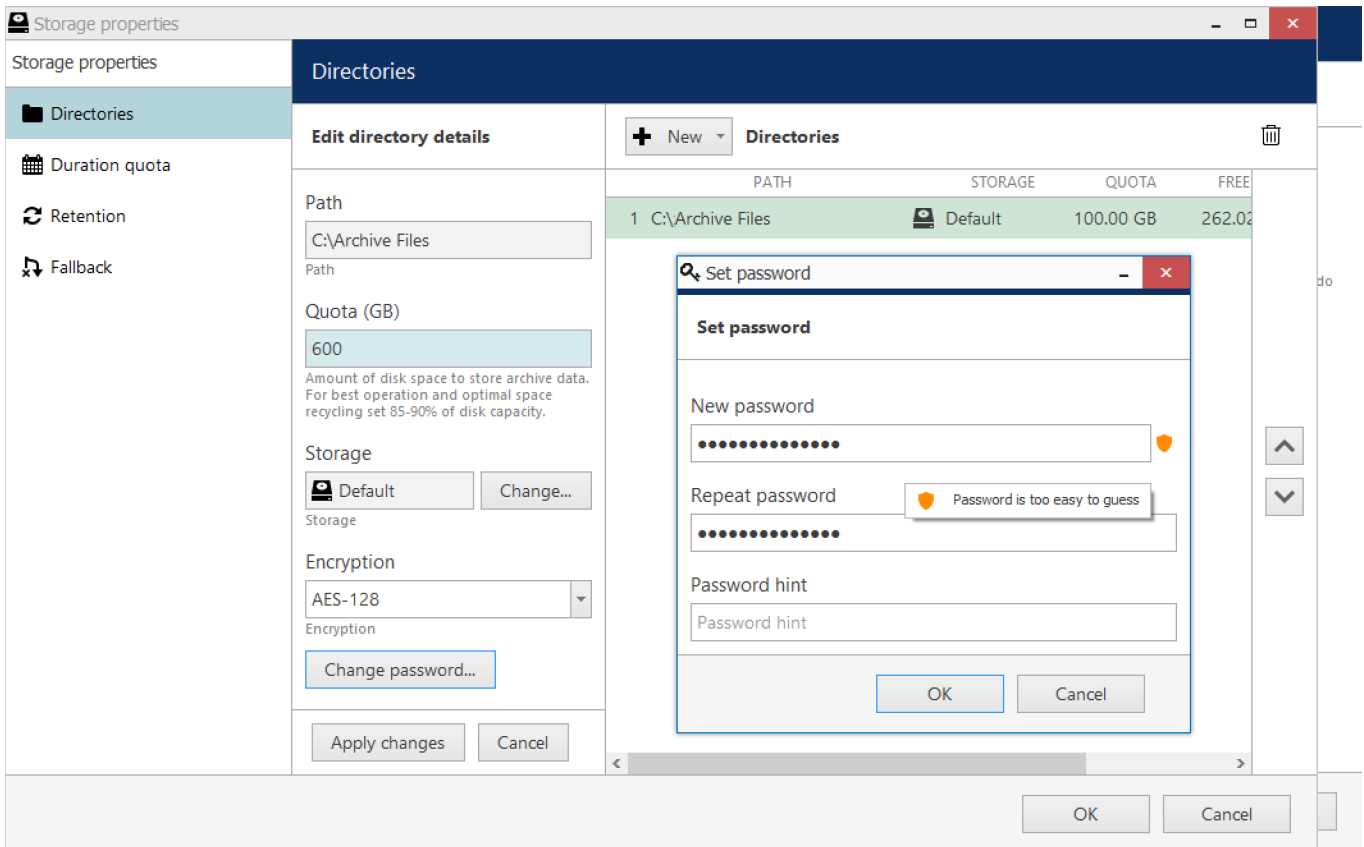 Storage properties
Storage properties
Directories
Duration quota
Retention
Fallback
Directories
Edit directory details
Path
C:\Archive Files
Path
Quota (GB)
600
Amount of disk space to store archive data.
For best operation and optimal space
recycling set 85-90% of disk capacity.
Storage
Default
Change...
Storage
Encryption
AES-128
Encryption
Change password...
Apply changes Cancel
New Directories
PATH STORAGE QUOTA FREE
1 C:\Archive Files Default 100.00 GB 262.02
Set password
Set password
New password
••••••••••••••
Repeat password
Password is too easy to guess
••••••••••••••
Password hint
Password hint
OK Cancel
OK Cancel
do